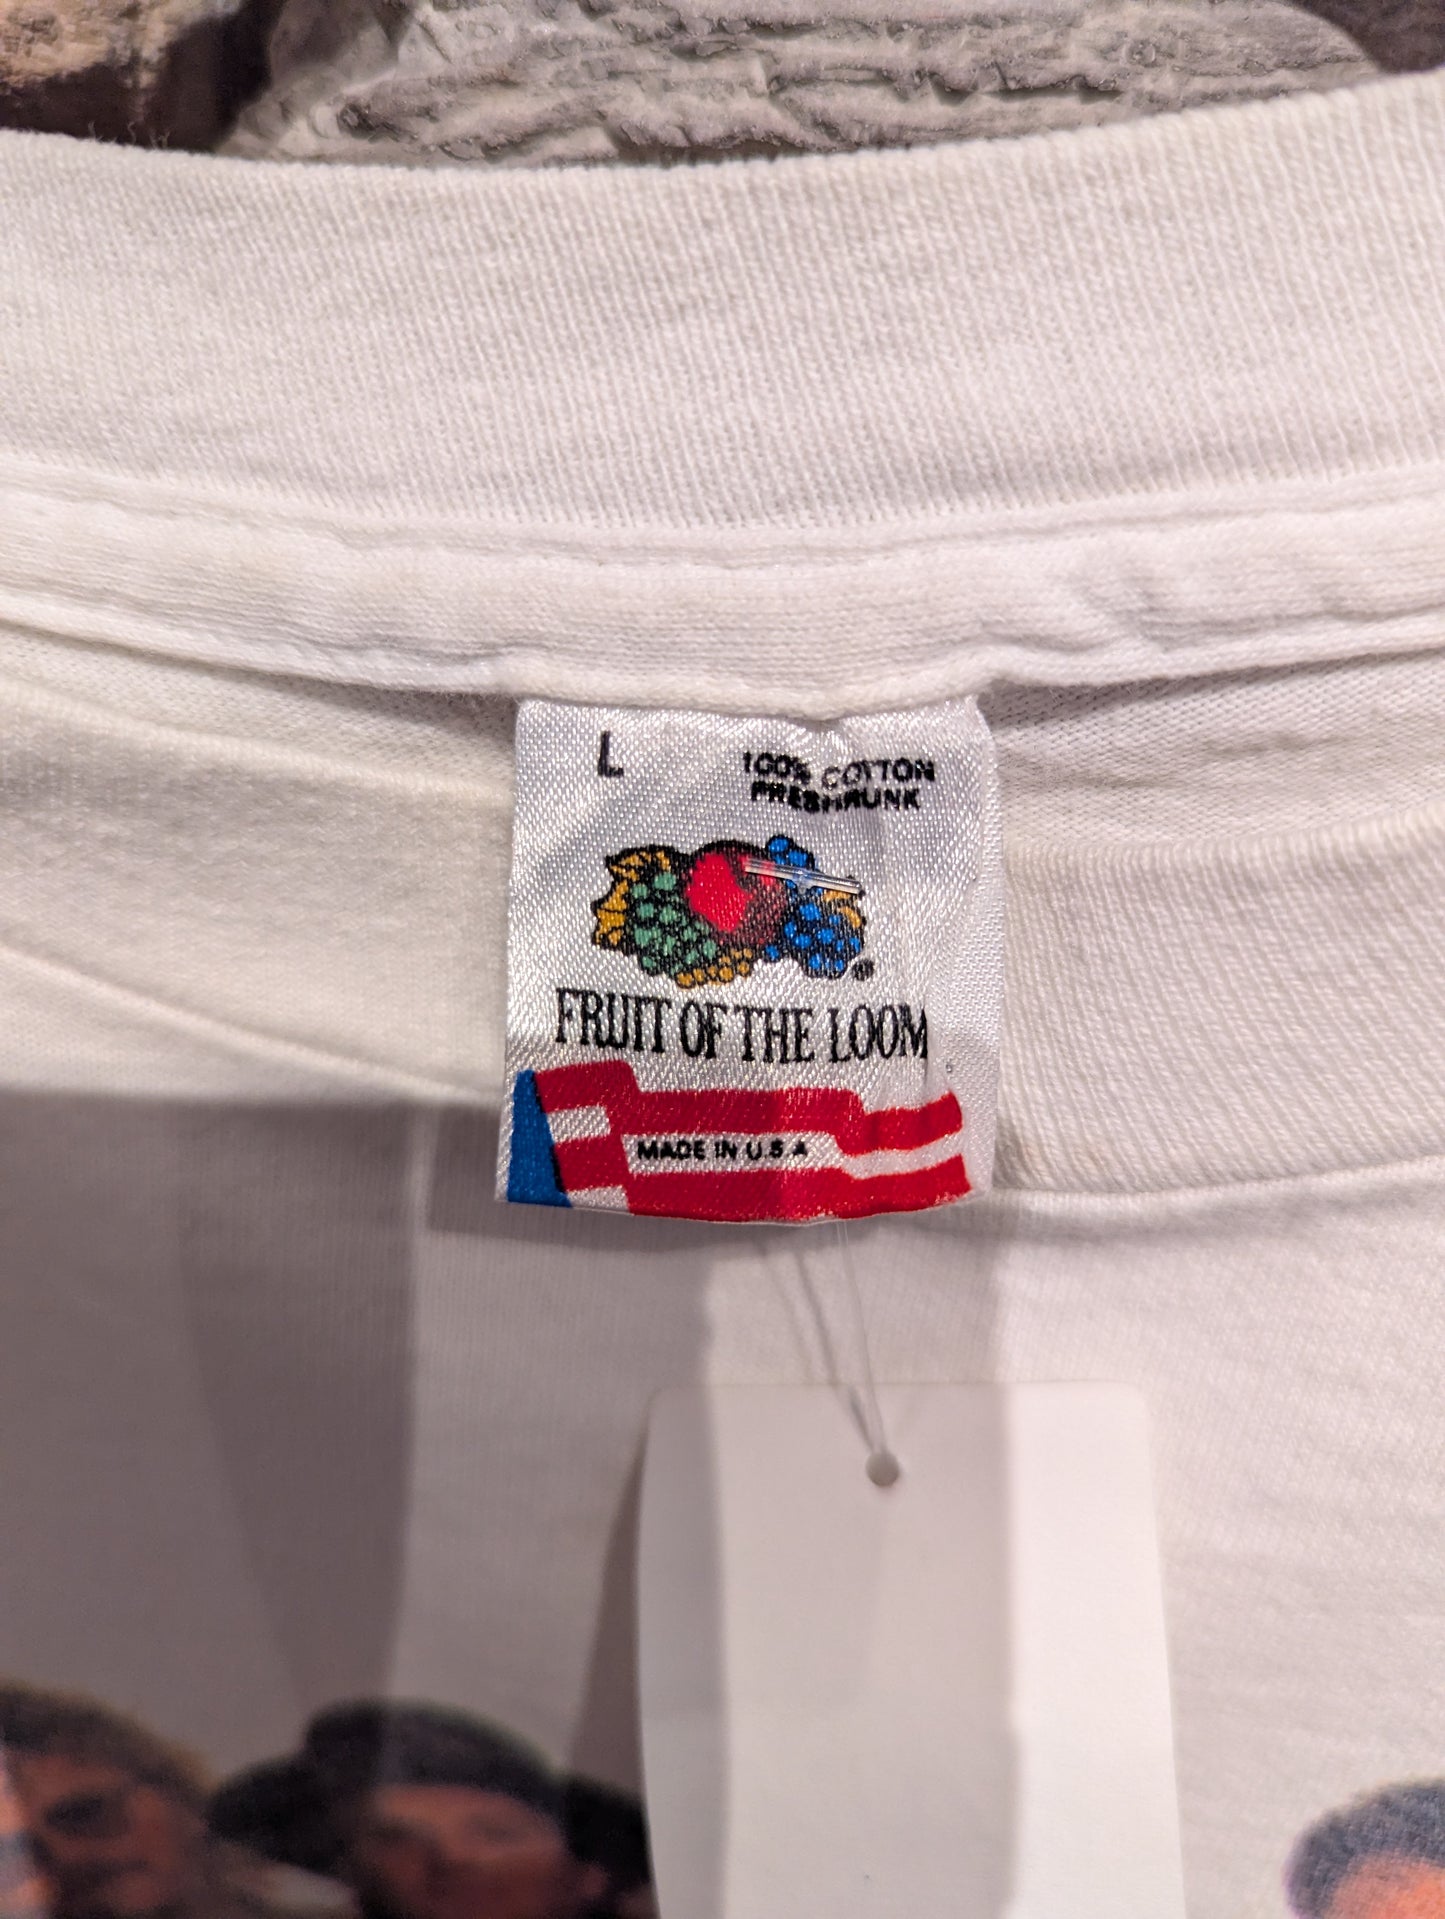 L
100% COTTON
PRESHRUNK
®
FRUIT OF THE LOOM
MADE IN U.S.A